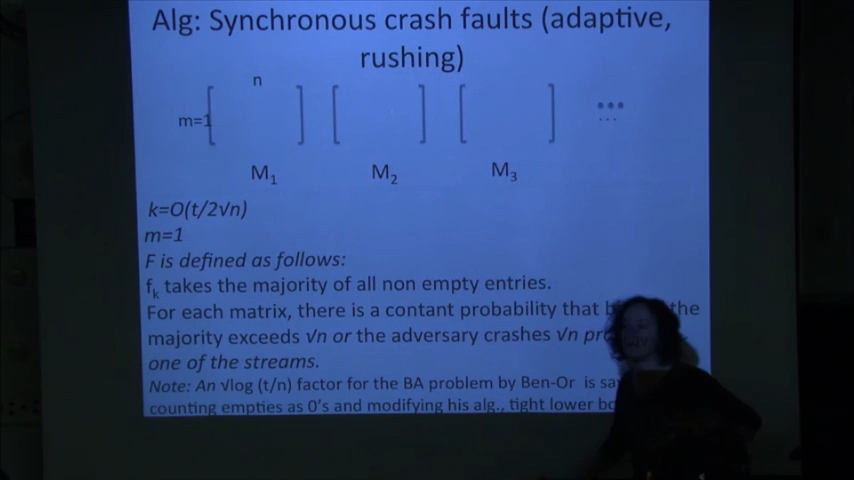 Alg: Synchronous crash faults (adaptive,
rushing)
n
m=1
...
...
M1 M2 M3
k=O(t/2√n)
m=1
F is defined as follows:
fk takes the majority of all non empty entries.
For each matrix, there is a contant probability that the
majority exceeds √n or the adversary crashes √n
one of the streams.
Note: An √log (t/n) factor for the BA problem by Ben-Or is
counting empties as 0's and modifying his alg., tight lower